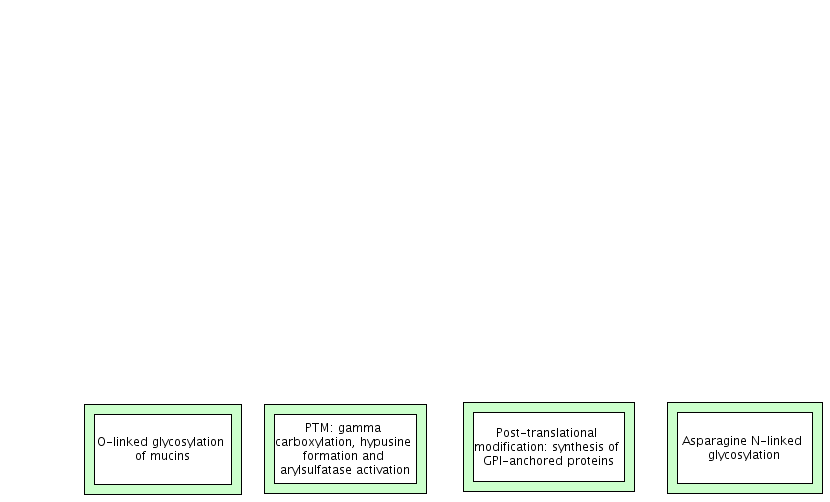 O-linked glycosylation
of mucins
PTM: gamma
carboxylation, hypusine
formation and
arylsulfatase activation
Post-translational
modification: synthesis of
GPI-anchored proteins
Asparagine N-linked
glycosylation